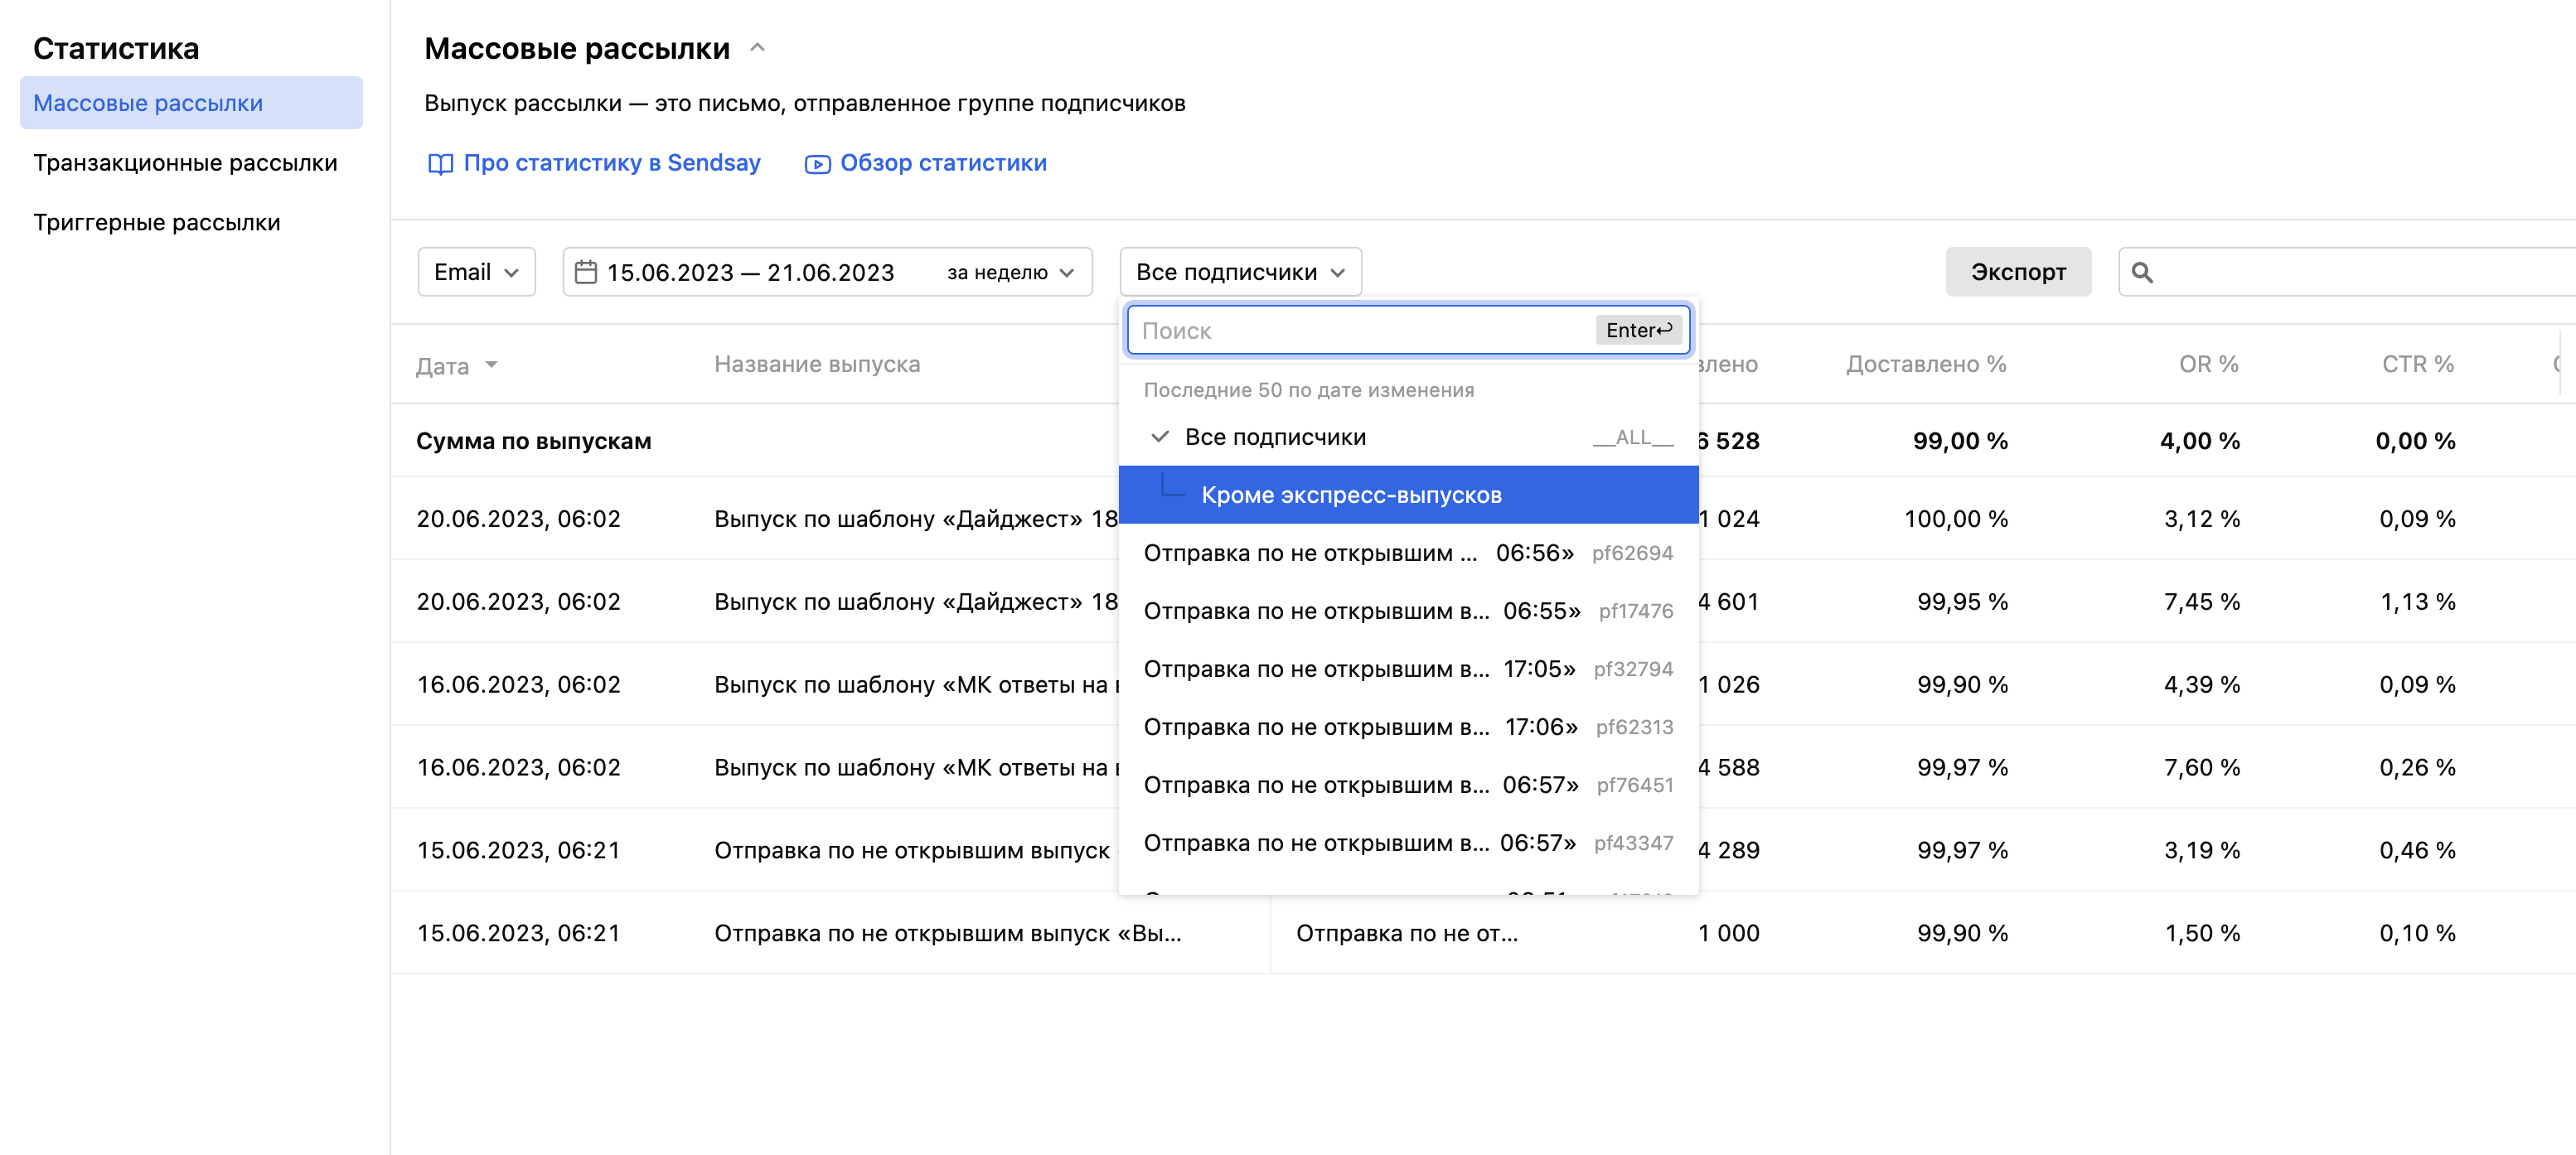 Статистика
Массовые рассылки
Транзакционные рассылки
Триггерные рассылки
Массовые рассылки
Выпуск рассылки — это письмо, отправленное группе подписчиков
Про статистику в Sendsay Обзор статистики
Email 15.06.2023 — 21.06.2023 за неделю Все подписчики Экспорт
Поиск Enter↩
Последние 50 по дате изменения
Все подписчики __ALL__
Кроме экспресс-выпусков
Отправка по не открывшим ... 06:56» pf62694
Отправка по не открывшим в... 06:55» pf17476
Отправка по не открывшим в... 17:05» pf32794
Отправка по не открывшим в... 17:06» pf62313
Отправка по не открывшим в... 06:57» pf76451
Отправка по не открывшим в... 06:57» pf43347
Дата Название выпуска Доставлено % OR % CTR %
Сумма по выпускам 6 528 99,00 % 4,00 % 0,00 %
20.06.2023, 06:02 Выпуск по шаблону «Дайджест» 18 1 024 100,00 % 3,12 % 0,09 %
20.06.2023, 06:02 Выпуск по шаблону «Дайджест» 18 4 601 99,95 % 7,45 % 1,13 %
16.06.2023, 06:02 Выпуск по шаблону «МК ответы на 1 026 99,90 % 4,39 % 0,09 %
16.06.2023, 06:02 Выпуск по шаблону «МК ответы на 4 588 99,97 % 7,60 % 0,26 %
15.06.2023, 06:21 Отправка по не открывшим выпуск 4 289 99,97 % 3,19 % 0,46 %
15.06.2023, 06:21 Отправка по не открывшим выпуск «Вы... Отправка по не от... 1 000 99,90 % 1,50 % 0,10 %